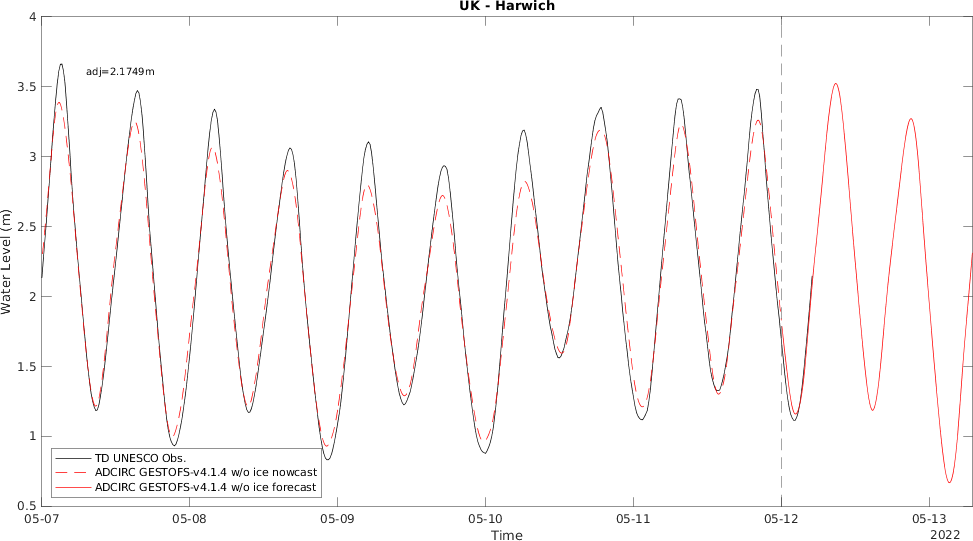 UK - Harwich
4
3.5
3
2.5
2
1.5
1
0.5
Water Level (m)
adj=2.1749m
TD UNESCO Obs.
ADCIRC GESTOFS-v4.1.4 w/o ice nowcast
ADCIRC GESTOFS-v4.1.4 w/o ice forecast
05-07
05-08
05-09
05-10
05-11
05-12
05-13
Time
2022